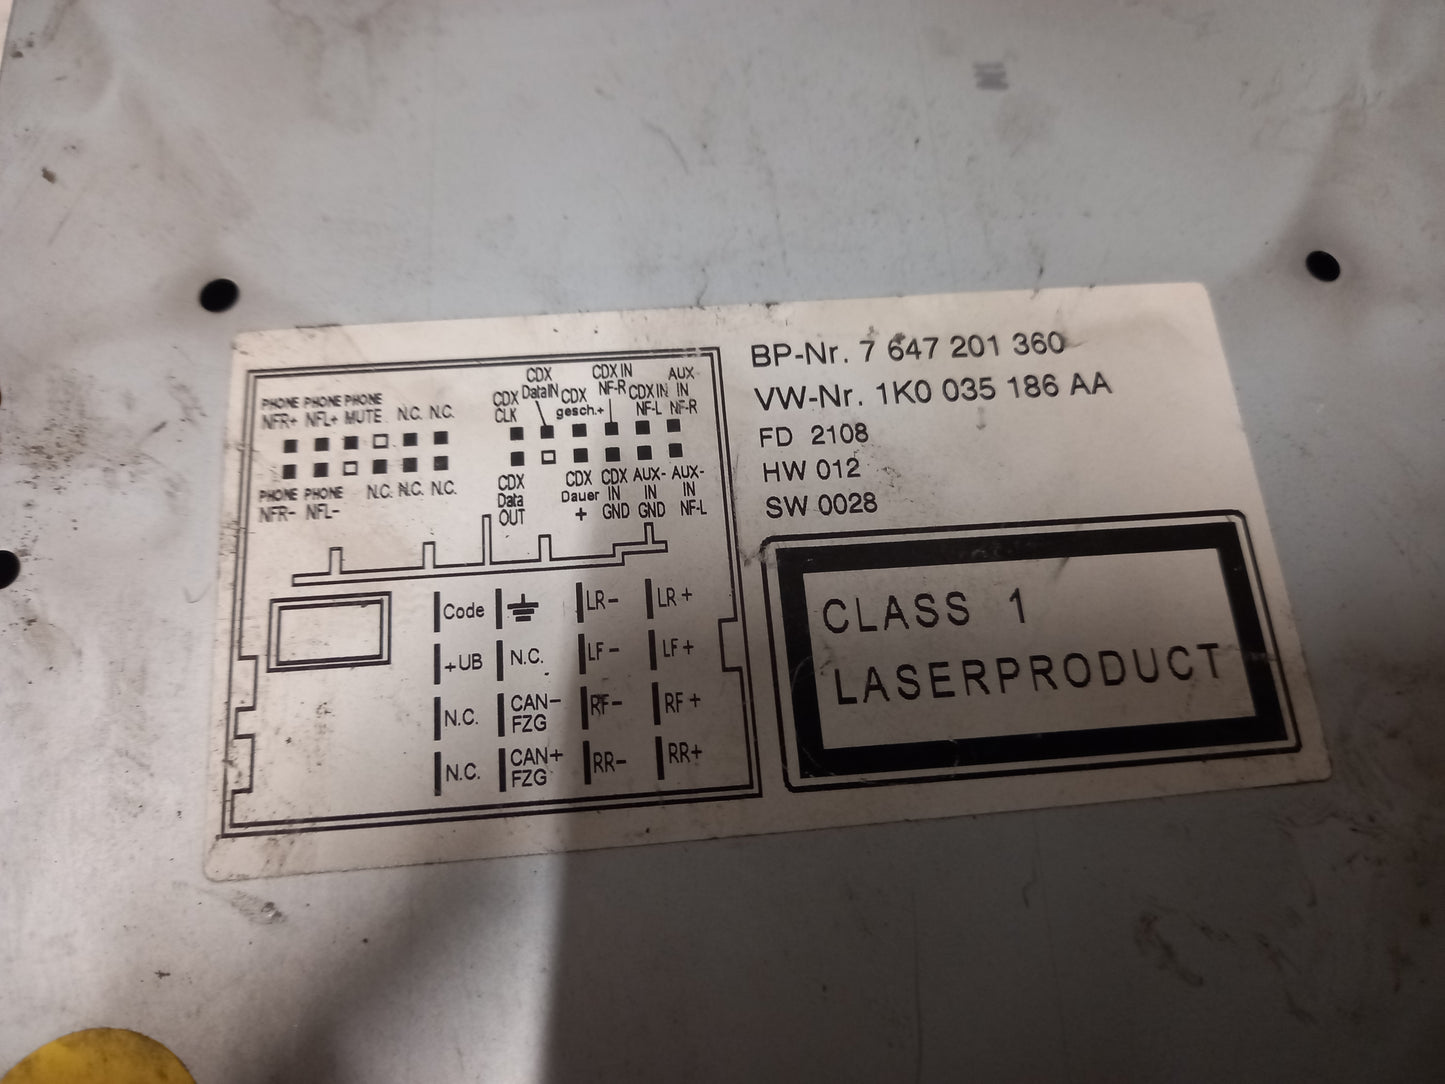 PHONE PHONE PHONE
NFR+ NFL+ MUTE N.C. N.C.
PHONE PHONE N.C. N.C. N.C.
NFR- NFL-
CDX
CLK
CDX
DataIN
CDX
gesch.+
CDX IN
NF-R
CDX IN
NF-L
AUX-
IN
NF-R
CDX
Data
OUT
CDX
Dauer
+
CDX
IN
GND
AUX-
IN
GND
AUX-
IN
NF-L
Code LR- LR+
+UB N.C. LF- LF+
N.C. CAN-
FZG RF- RF+
N.C. CAN+
FZG RR- RR+
BP-Nr. 7 647 201 360
VW-Nr. 1K0 035 186 AA
FD 2108
HW 012
SW 0028
CLASS 1
LASERPRODUCT